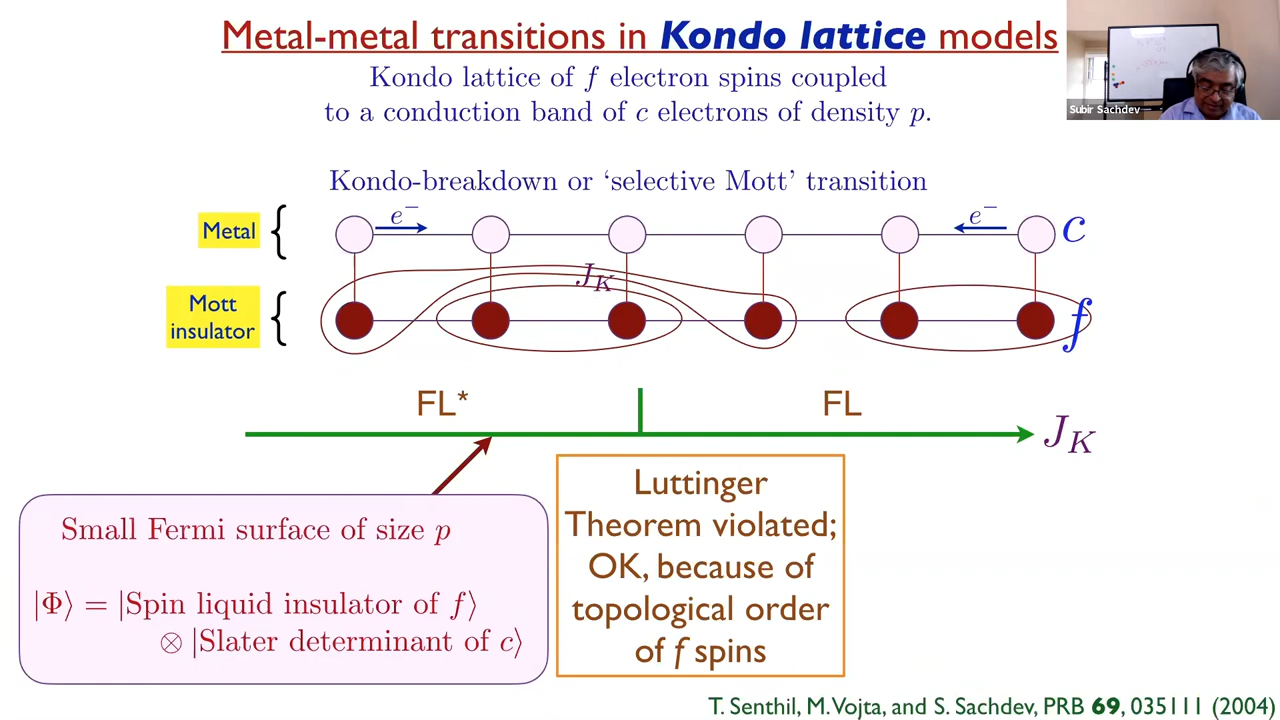 Metal-metal transitions in Kondo lattice models
Kondo lattice of f electron spins coupled
to a conduction band of c electrons of density p.
Subir Sachdev
Kondo-breakdown or ‘selective Mott’ transition
Metal
e⁻
e⁻
c
J_K
Mott
insulator
f
FL*
FL
J_K
Small Fermi surface of size p
|Φ⟩ = |Spin liquid insulator of f⟩
⊗ |Slater determinant of c⟩
Luttinger
Theorem violated;
OK, because of
topological order
of f spins
T. Senthil, M. Vojta, and S. Sachdev, PRB 69, 035111 (2004)